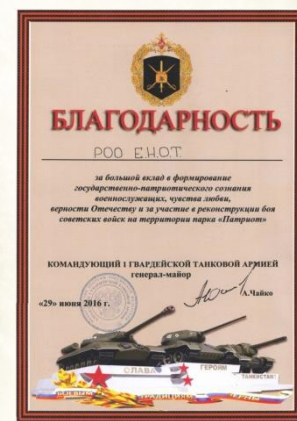 БЛАГОДАРНОСТЬ
РОО Е.Н.О.Т.
за большой вклад в формирование
государственно-патриотического сознания
военнослужащих, чувства любви,
верности Отечеству и за участие в реконструкции боя
советских войск на территории парка «Патриот»
КОМАНДУЮЩИЙ 1 ГВАРДЕЙСКОЙ ТАНКОВОЙ АРМИЕЙ
генерал-майор
А.Чайко
«29» июня 2016 г.
СЛАВА ГЕРОЯМ ТАНКИСТАМ!